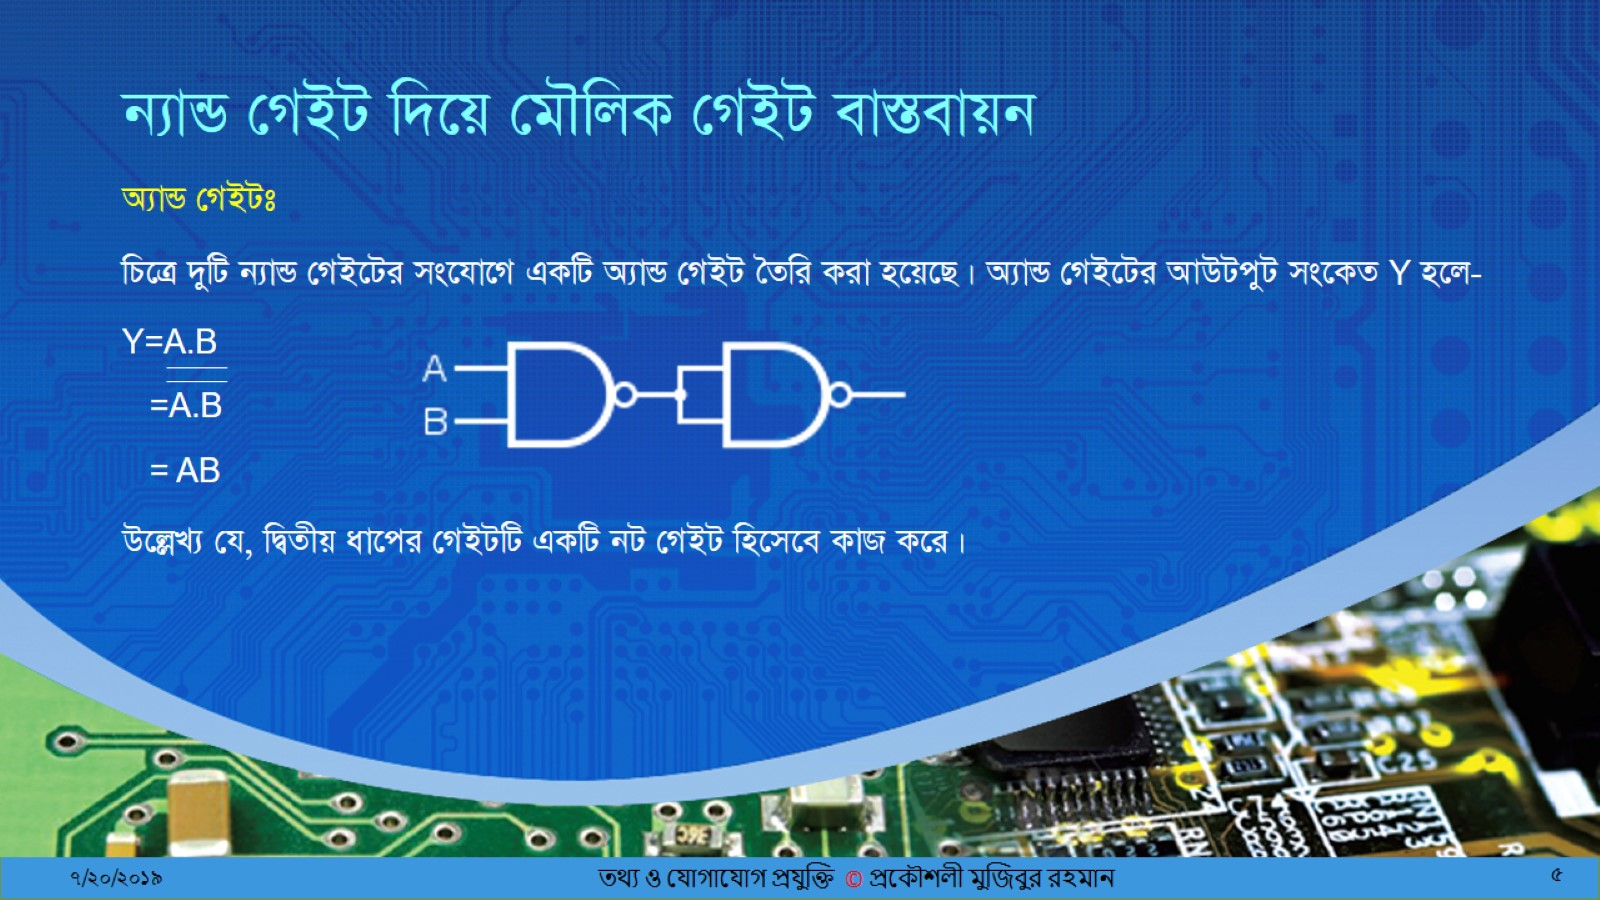 ন্যান্ড গেইট দিয়ে মৌলিক গেইট বাস্তবায়ন
অ্যান্ড গেইটঃ
চিত্রে দুটি ন্যান্ড গেইটের সংযোগে একটি অ্যান্ড গেইট তৈরি করা হয়েছে। অ্যান্ড গেইটের আউটপুট সংকেত Y হলে-
Y=A.B
=A.B
= AB
A
B
উল্লেখ্য যে, দ্বিতীয় ধাপের গেইটটি একটি নট গেইট হিসেবে কাজ করে।
C25
৭/২০/২০১৯
তথ্য ও যোগাযোগ প্রযুক্তি © প্রকৌশলী মুজিবুর রহমান
৫